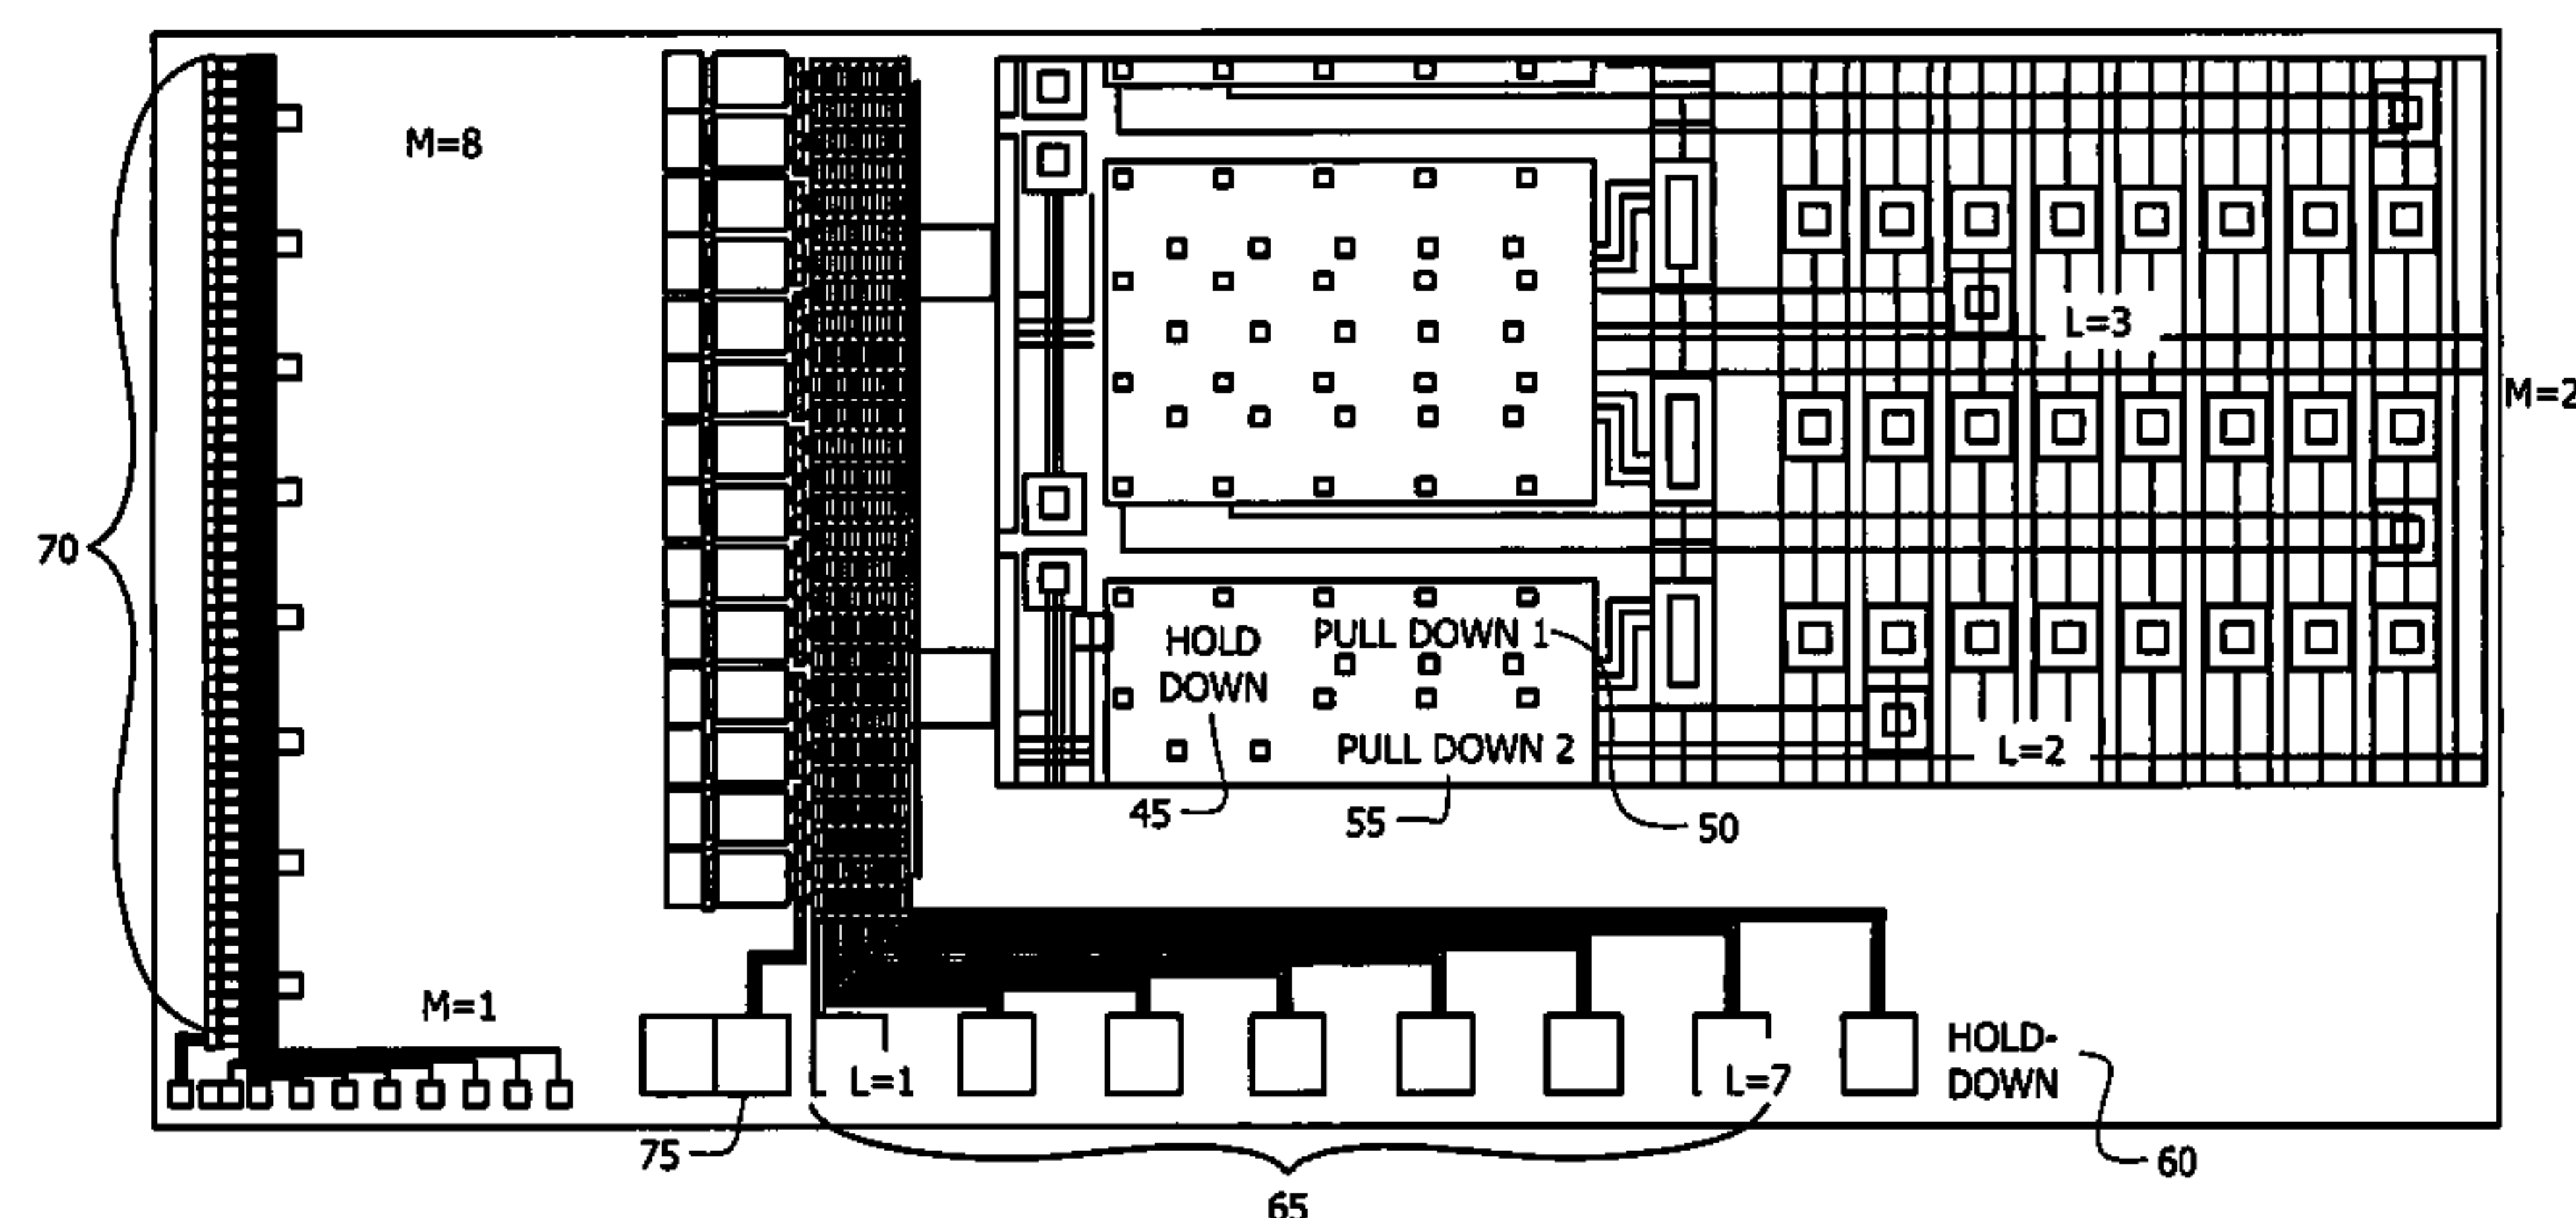 M=8
L=3
M=2
70
HOLD
DOWN
PULL DOWN 1
PULL DOWN 2
L=2
45
55
50
M=1
L=1
L=7
HOLD-
DOWN
75
60
65